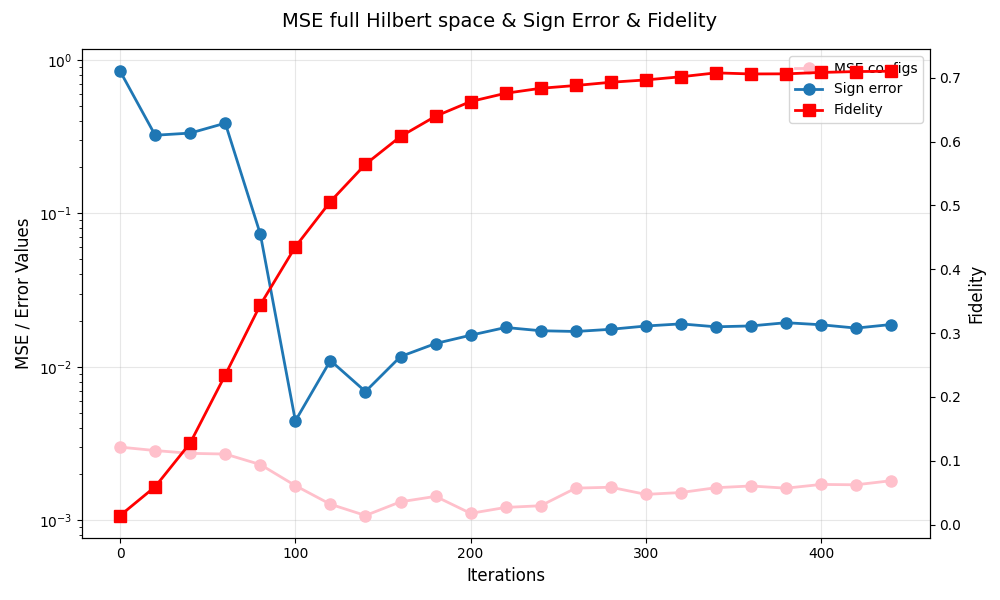 MSE full Hilbert space & Sign Error & Fidelity
MSE configs
Sign error
Fidelity
MSE / Error Values
10⁰
10⁻¹
10⁻²
10⁻³
0.7
0.6
0.5
0.4
0.3
0.2
0.1
0.0
Fidelity
0 100 200 300 400
Iterations